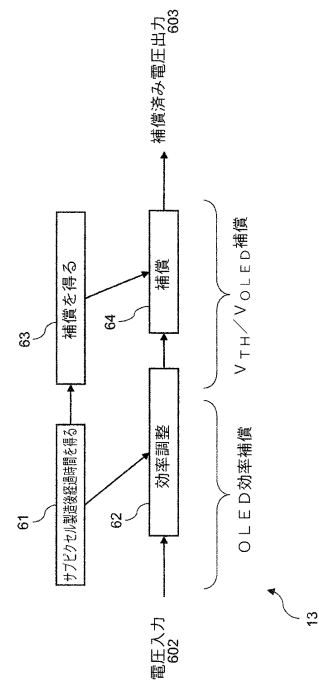 61
サブピクセル製造後経過時間を得る
63
補償を得る
電圧入力
602
62
効率調整
64
補償
補償済み電圧出力
603
OLED効率補償
VTH/VOLED補償
13